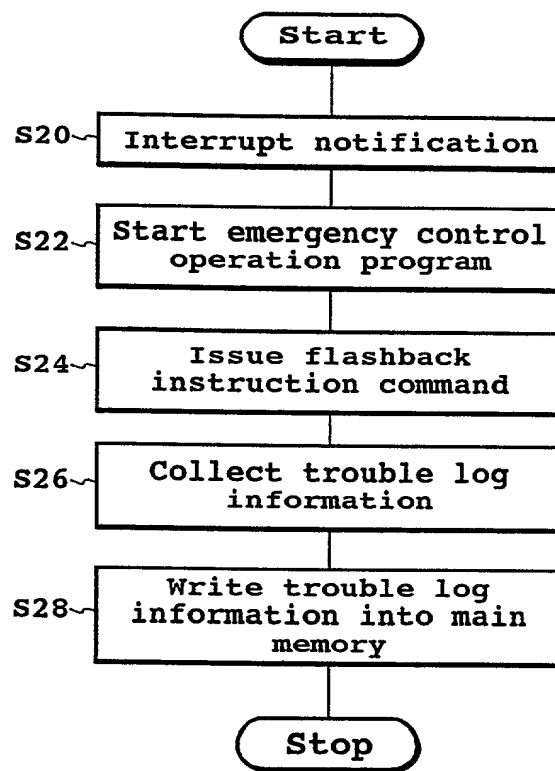 Start
S20 Interrupt notification
S22 Start emergency control
operation program
S24 Issue flashback
instruction command
S26 Collect trouble log
information
Write trouble log
S28 information into main
memory
Stop